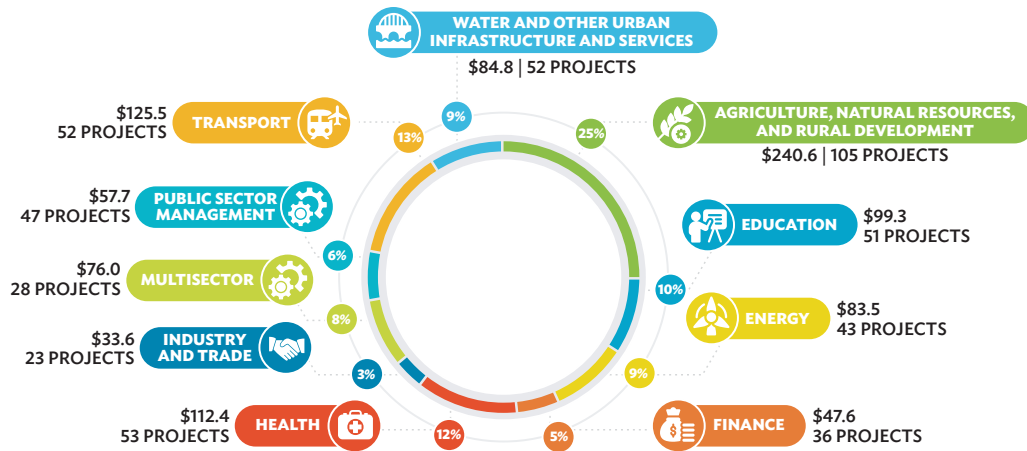 WATER AND OTHER URBAN
INFRASTRUCTURE AND SERVICES
$84.8 | 52 PROJECTS
$125.5
52 PROJECTS
TRANSPORT
13%
9%
25%
AGRICULTURE, NATURAL RESOURCES,
AND RURAL DEVELOPMENT
$240.6 | 105 PROJECTS
$57.7
47 PROJECTS
PUBLIC SECTOR
MANAGEMENT
6%
EDUCATION
$99.3
51 PROJECTS
10%
$76.0
28 PROJECTS
MULTISECTOR
8%
ENERGY
$83.5
43 PROJECTS
9%
$33.6
23 PROJECTS
INDUSTRY
AND TRADE
3%
$112.4
53 PROJECTS
HEALTH
12%
5%
$
FINANCE
$47.6
36 PROJECTS